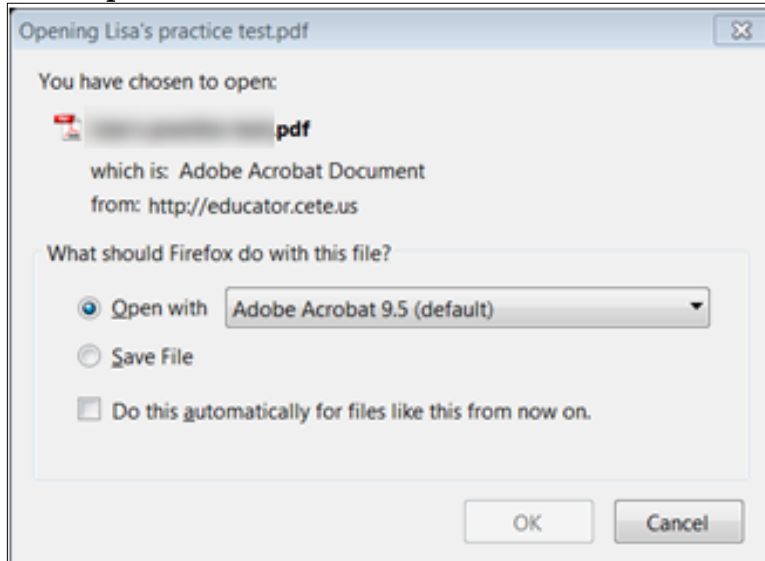 Opening Lisa's practice test.pdf
You have chosen to open:
.pdf
which is: Adobe Acrobat Document
from: http://educator.cete.us
What should Firefox do with this file?
Open with Adobe Acrobat 9.5 (default)
Save File
Do this automatically for files like this from now on.
OK Cancel